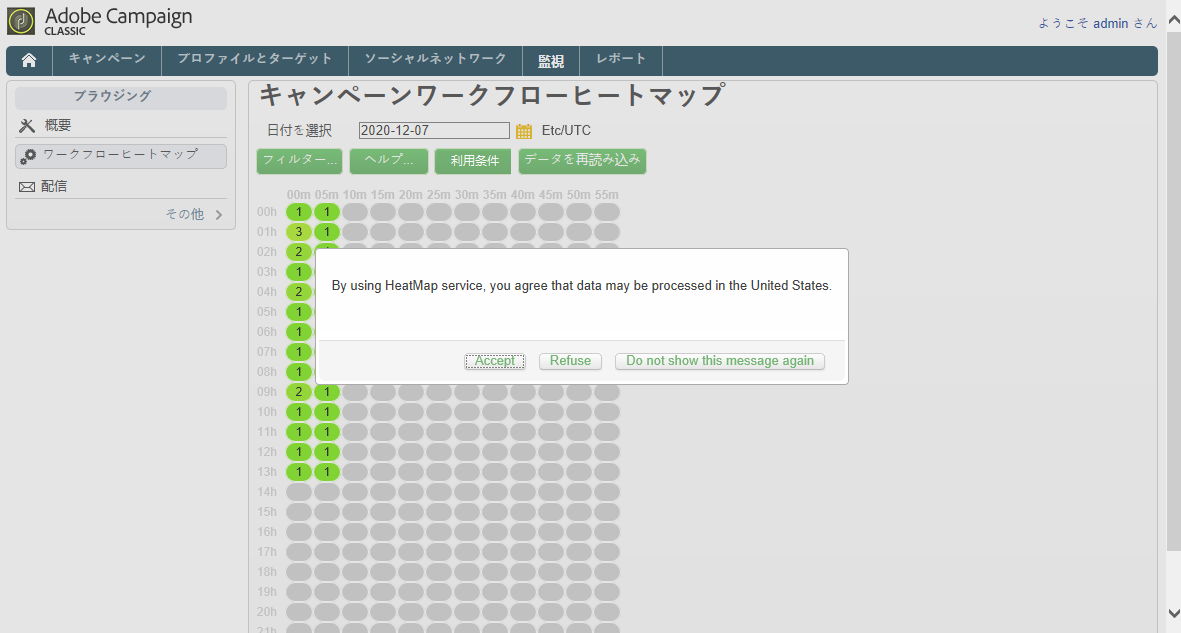 Adobe Campaign
CLASSIC
ようこそ admin さん
キャンペーン プロファイルとターゲット ソーシャルネットワーク 監視 レポート
ブラウジング
概要
ワークフローヒートマップ
配信
その他
キャンペーンワークフローヒートマップ
日付を選択 2020-12-07 Etc/UTC
フィルター... ヘルプ... 利用条件 データを再読み込み
00m 05m 10m 15m 20m 25m 30m 35m 40m 45m 50m 55m
00h 1 1
01h 3 1
02h 2
03h 1
04h 2
05h 1
06h 1
07h 1
08h 1
By using HeatMap service, you agree that data may be processed in the United States.
Accept Refuse Do not show this message again
09h 2 1
10h 1 1
11h 1 1
12h 1 1
13h 1 1
14h
15h
16h
17h
18h
19h
20h
21h